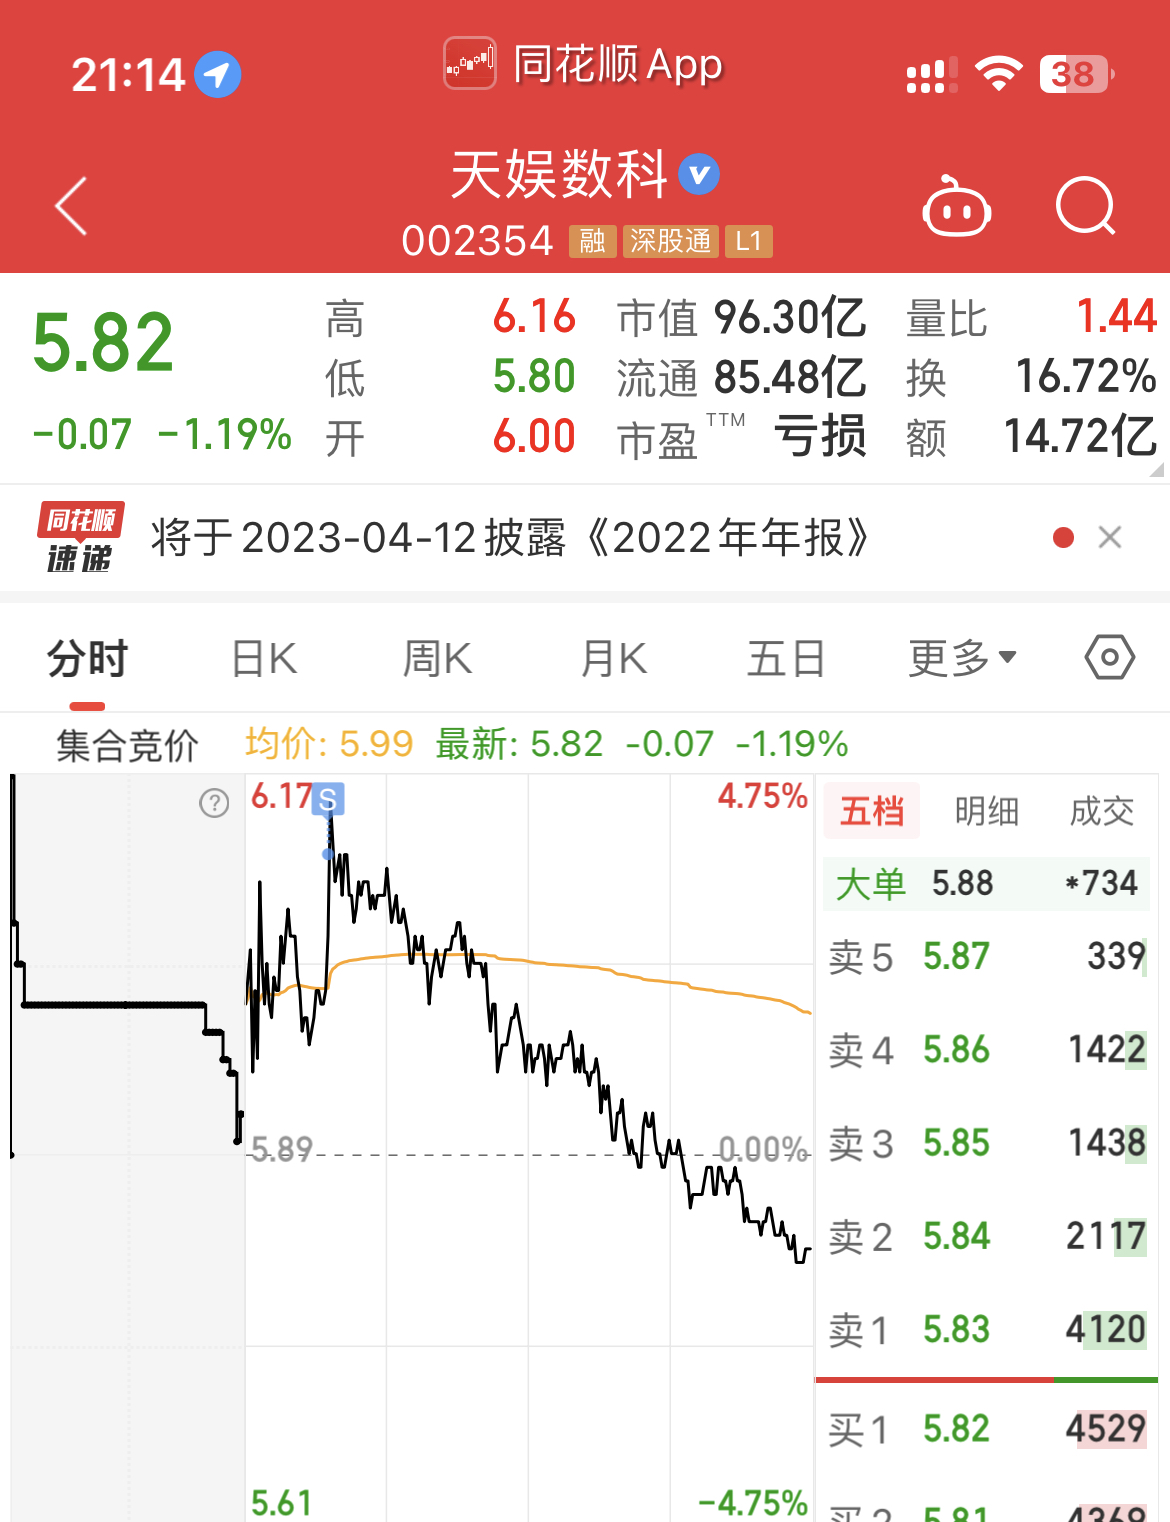 21:14 同花顺App 38
天娱数科
002354 融 深股通 L1
5.82 高 6.16 市值 96.30亿 量比 1.44
低 5.80 流通 85.48亿 换 16.72%
-0.07 -1.19% 开 6.00 市盈TTM 亏损 额 14.72亿
同花顺
速递
将于2023-04-12披露《2022年年报》
分时 日K 周K 月K 五日 更多
集合竞价 均价: 5.99 最新: 5.82 -0.07 -1.19%
6.17 S 4.75% 五档 明细 成交
大单 5.88 *734
卖5 5.87 339
卖4 5.86 1422
5.89 0.00% 卖3 5.85 1438
卖2 5.84 2117
卖1 5.83 4120
买1 5.82 4529
5.61 -4.75% 买2 5.81 4369